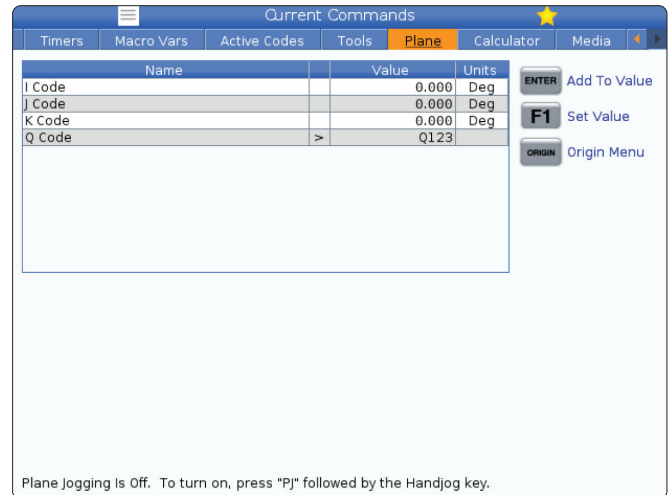 Current Commands
Timers Macro Vars Active Codes Tools Plane Calculator Media
Name Value Units
I Code 0.000 Deg
J Code 0.000 Deg
K Code 0.000 Deg
Q Code > Q123
ENTER Add To Value
F1 Set Value
ORIGIN Origin Menu
Plane Jogging Is Off. To turn on, press "PJ" followed by the Handjog key.